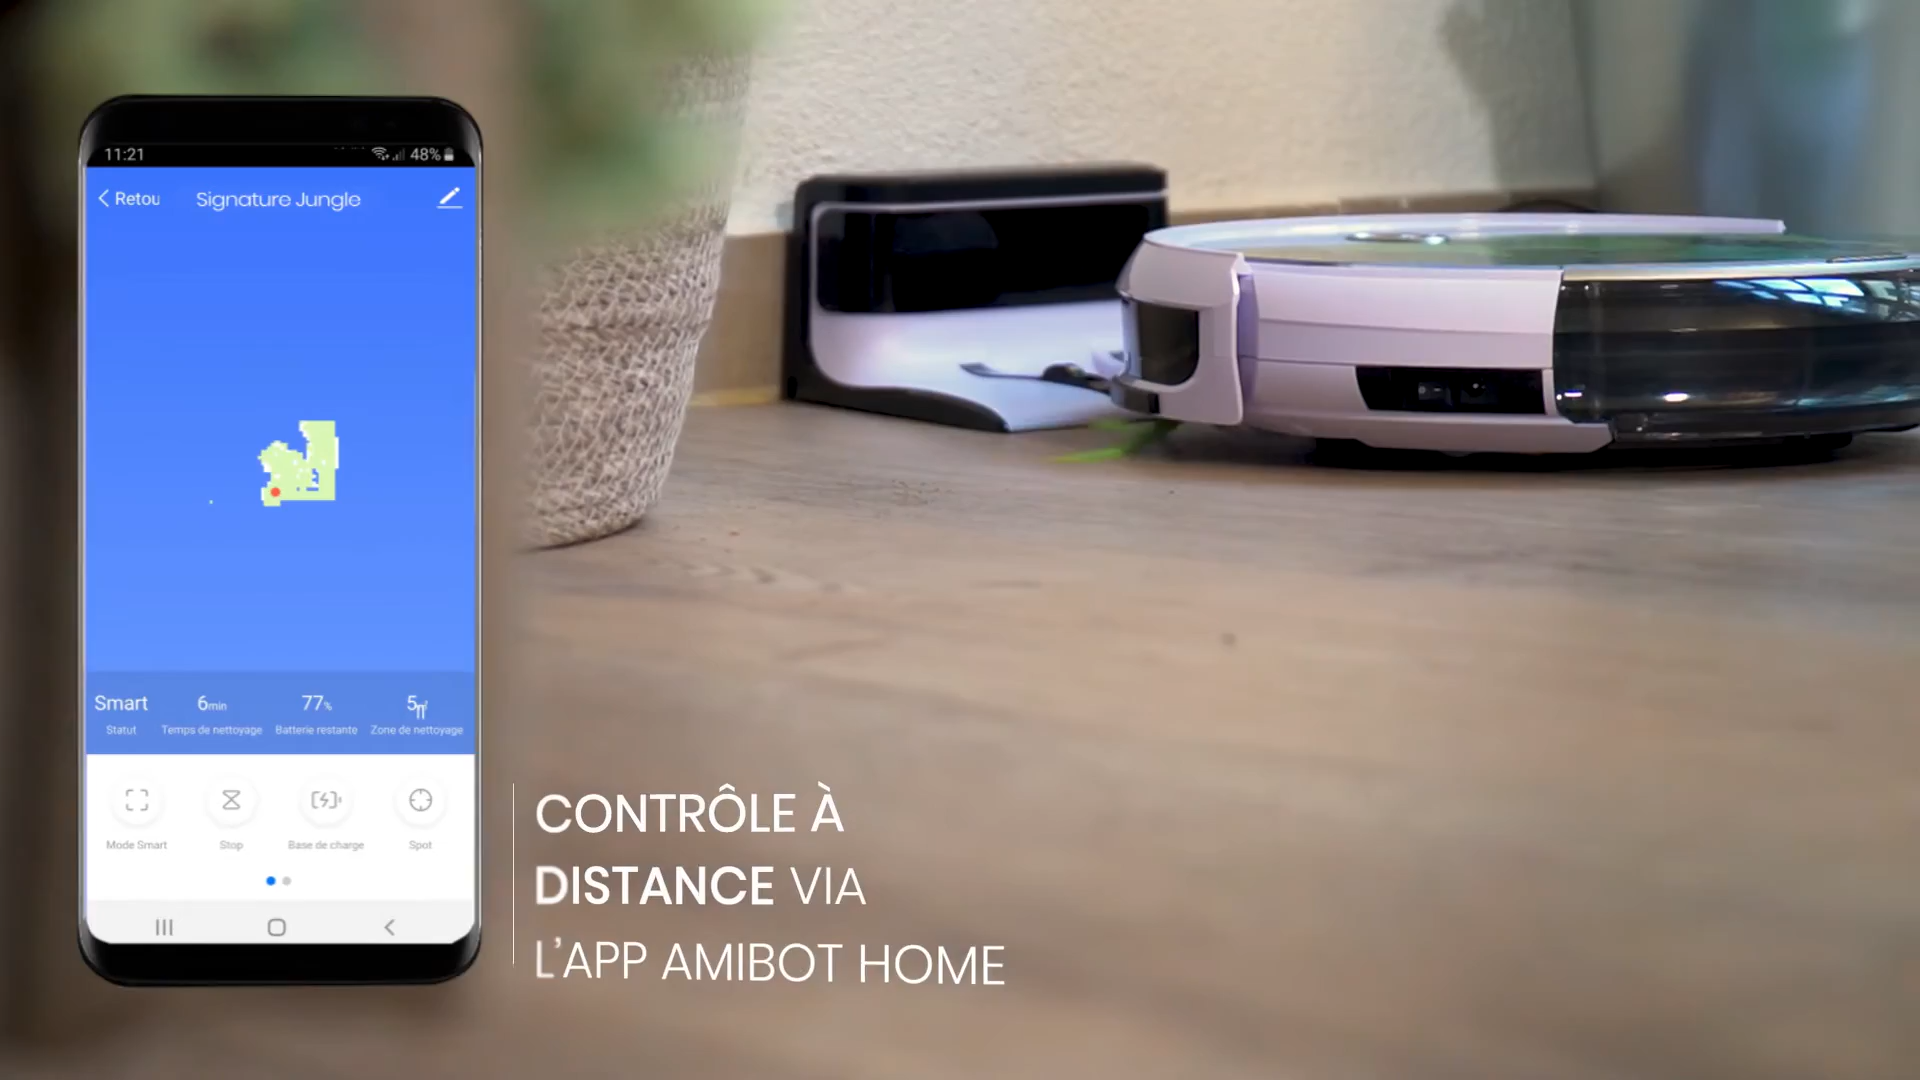 11:21
48%
Retou
Signature Jungle
Smart
6min
77%
Statut
Temps de nettoyage
Batterie restante
Zone de nettoyage
Mode Smart
Stop
Base de charge
Spot
CONTRÔLE À
DISTANCE VIA
L’APP AMIBOT HOME